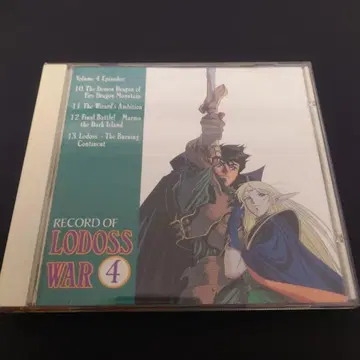 Volume 4 Episodes:
10. The Demon Dragon of
Fire Dragon Mountain
11. The Wizard's Ambition
12. Final Battle! Marmo
the Dark Island
13. Lodoss - The Burning
Continent
RECORD OF
LODOSS
WAR 4